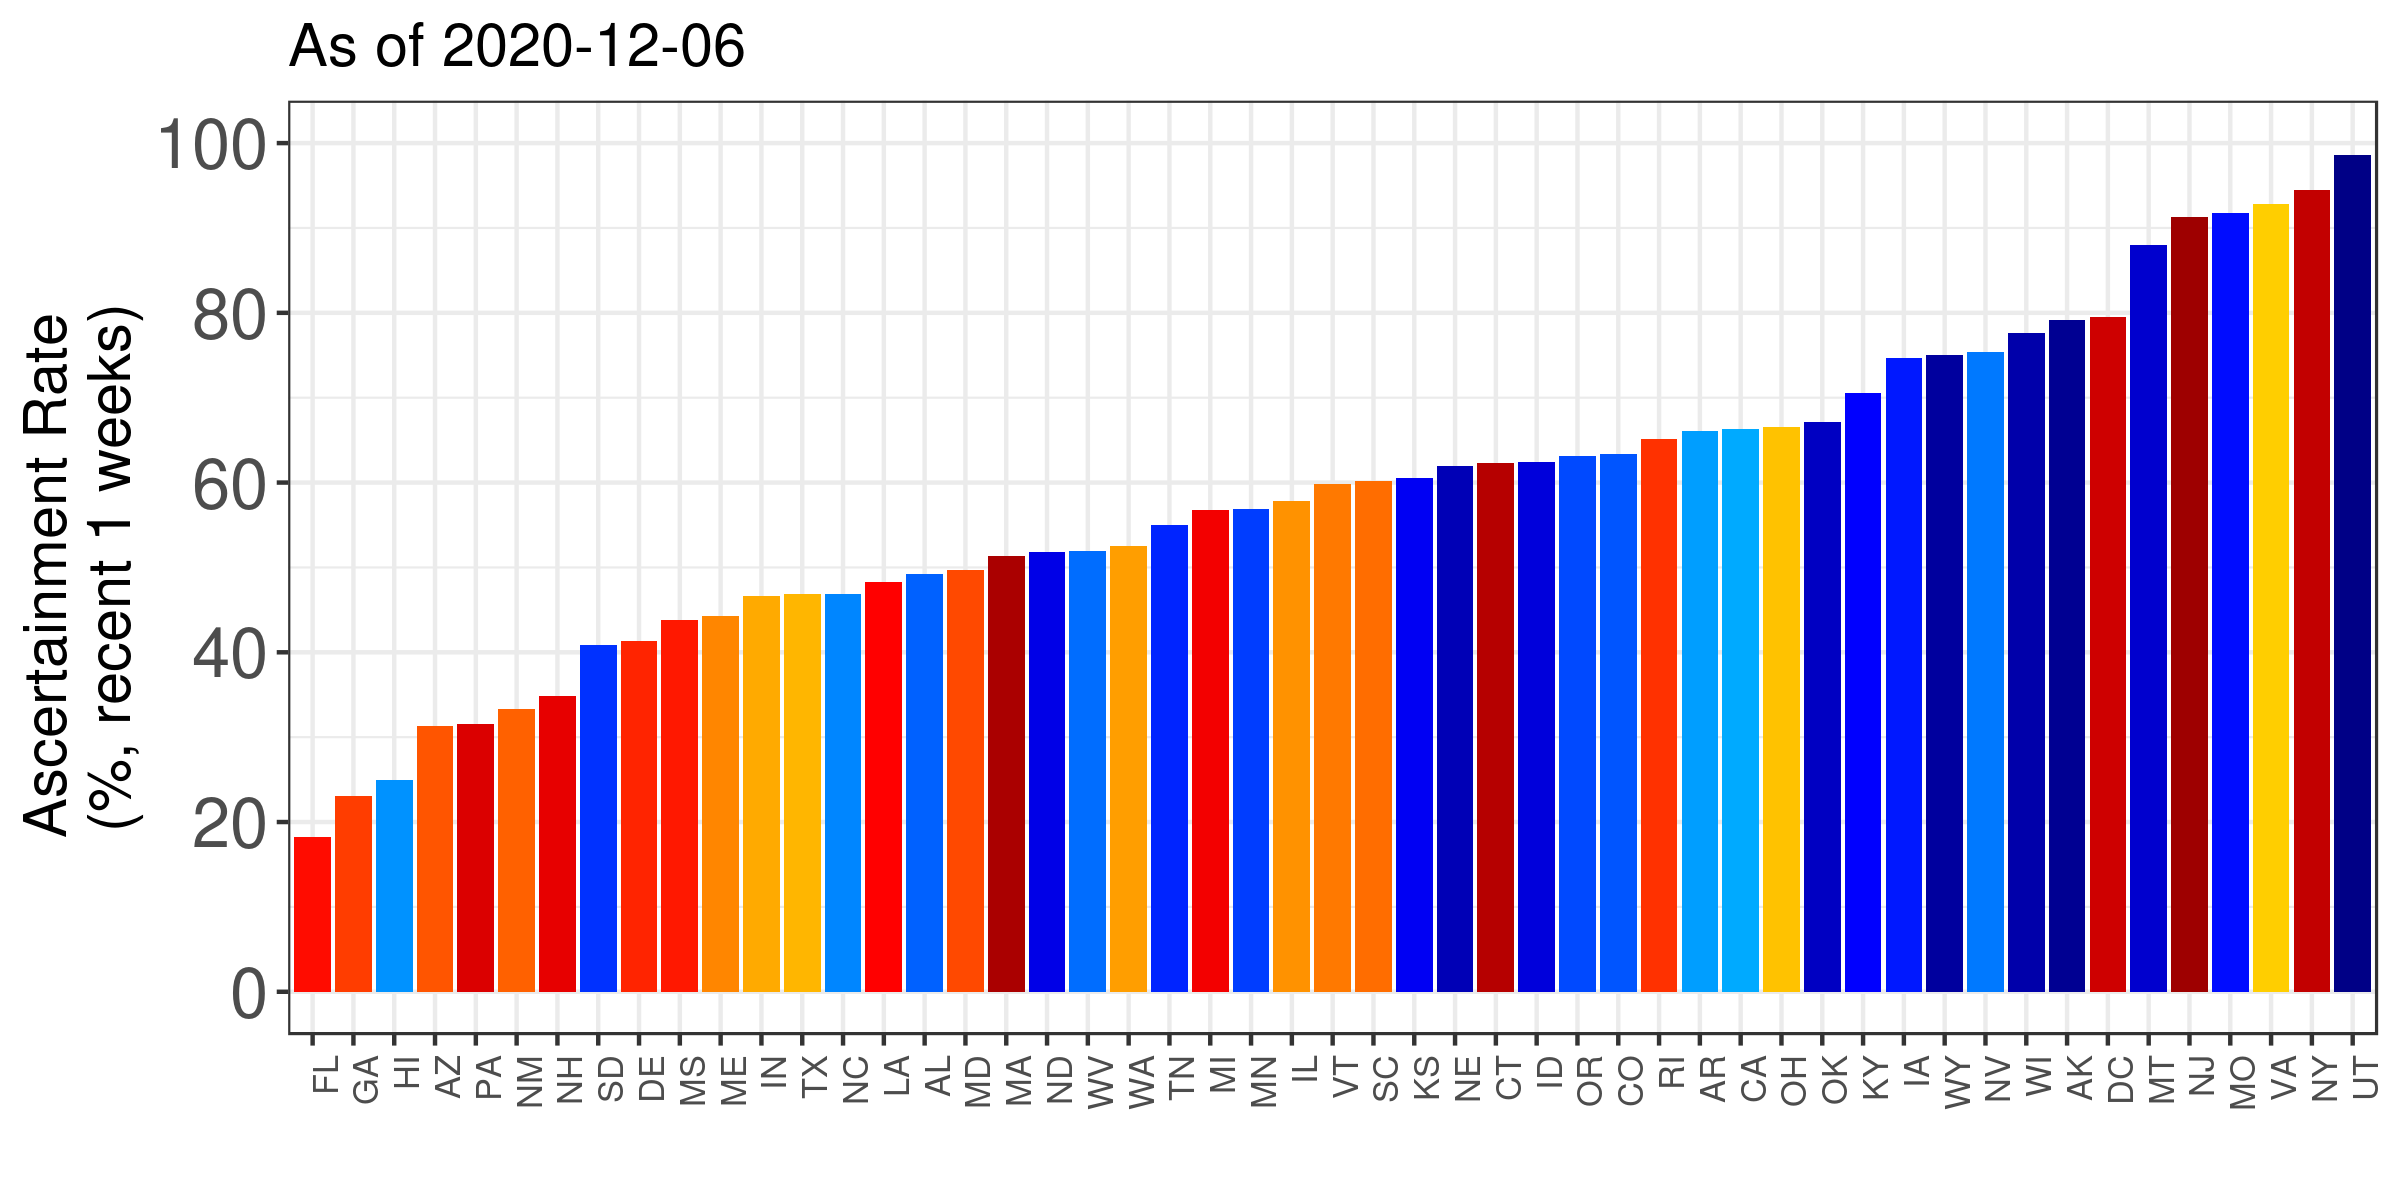 As of 2020-12-06
Ascertainment Rate
(%, recent 1 weeks)
100
80
60
40
20
0
FL GA HI AZ PA NM NH SD DE MS ME IN TX NC LA AL MD MA ND WV WA TN MI MN IL VT SC KS NE CT ID OR CO RI AR CA OH OK KY IA WY NV WI AK DC MT NJ MO VA NY UT